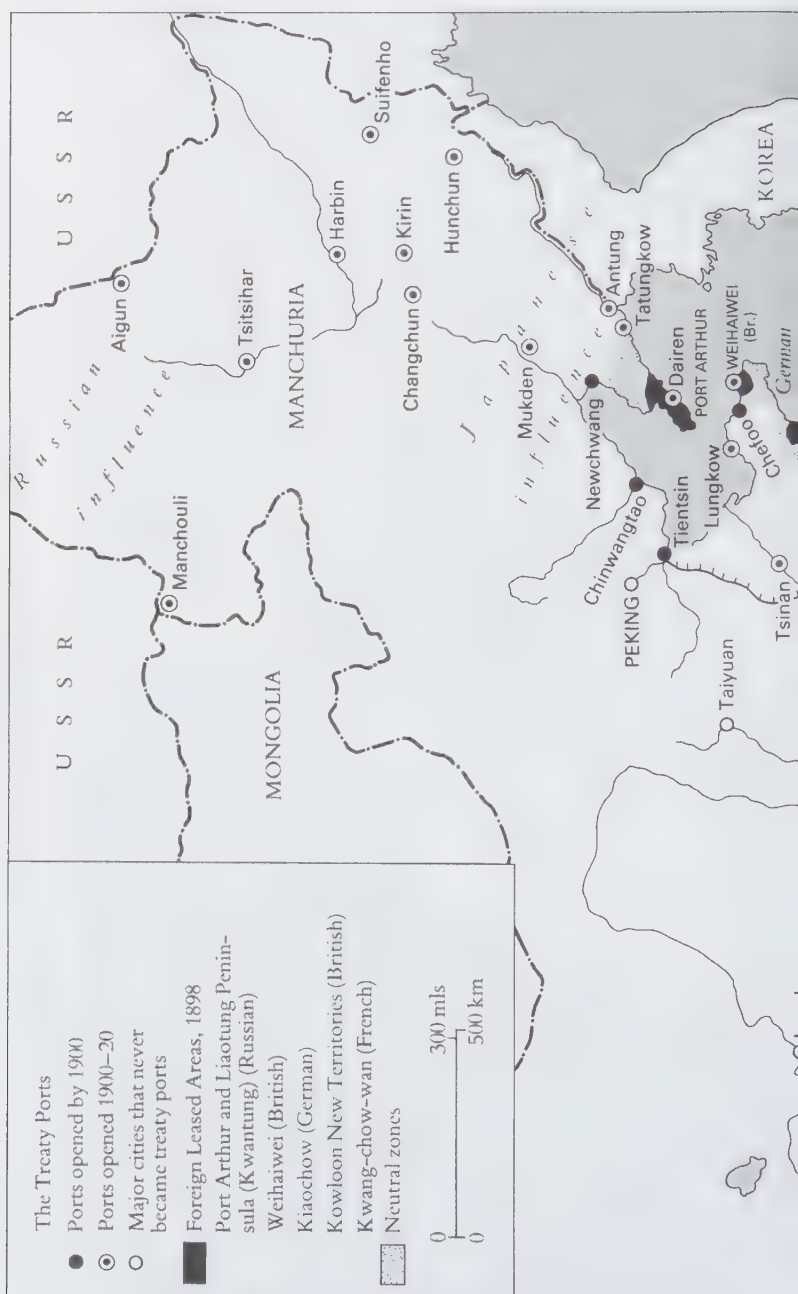 The Treaty Ports
Ports opened by 1900
Ports opened 1900–20
Major cities that never
became treaty ports
Foreign Leased Areas, 1898
Port Arthur and Liaotung Penin-
sula (Kwantung) (Russian)
Weihaiwei (British)
Kiaochow (German)
Kowloon New Territories (British)
Kwang-chow-wan (French)
Neutral zones
0 300 mls
0 500 km
USSR
USSR
Russian
influence
Aigun
Manchouli
Tsitsihar
Harbin
Suifenho
MONGOLIA
MANCHURIA
Kirin
Changchun
Hunchun
Japanese
influence
Mukden
Newchwang
Antung
Tatungkow
Chinwangtao
PEKING
Tientsin
Dairen
PORT ARTHUR
KOREA
Lungkow
WEIHAIWEI
(Br.)
Chefoo
Taiyuan
Tsinan
German